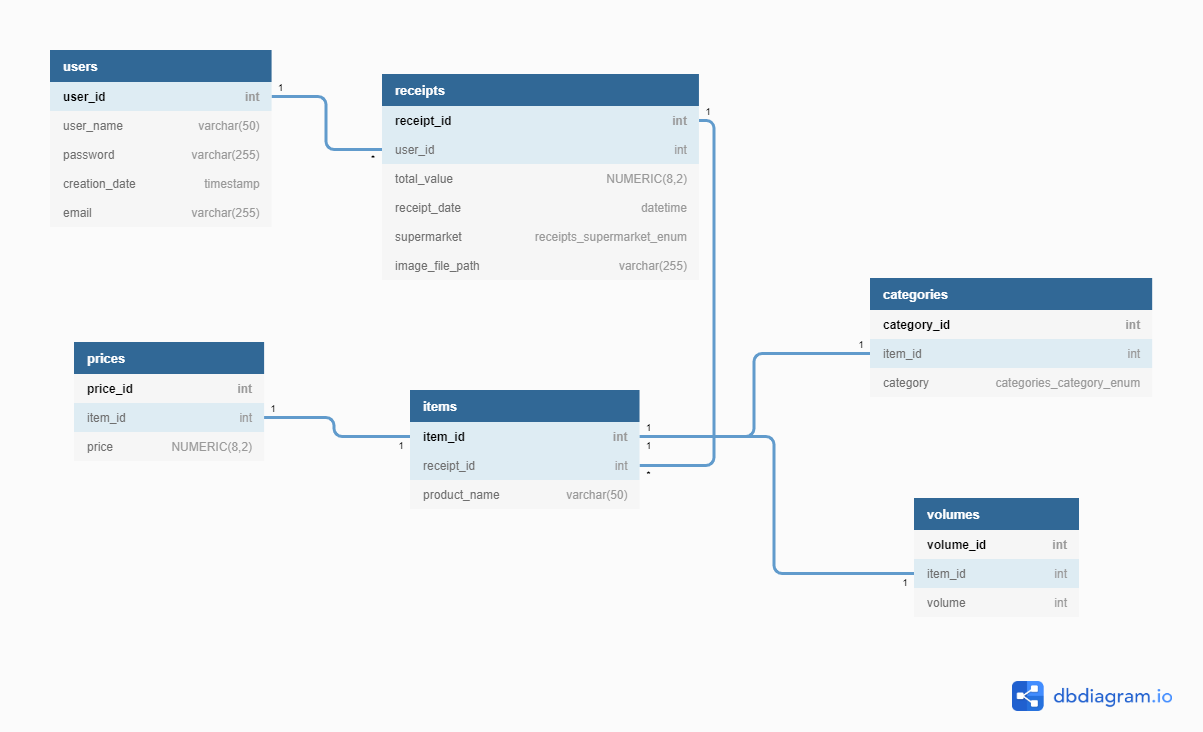 users
user_id int
user_name varchar(50)
password varchar(255)
creation_date timestamp
email varchar(255)
1
*
receipts
receipt_id int
user_id int
total_value NUMERIC(8,2)
receipt_date datetime
supermarket receipts_supermarket_enum
image_file_path varchar(255)
1
prices
price_id int
item_id int
price NUMERIC(8,2)
1
1
items
item_id int
receipt_id int
product_name varchar(50)
1
1
*
categories
category_id int
item_id int
category categories_category_enum
1
volumes
volume_id int
item_id int
volume int
1
dbdiagram.io